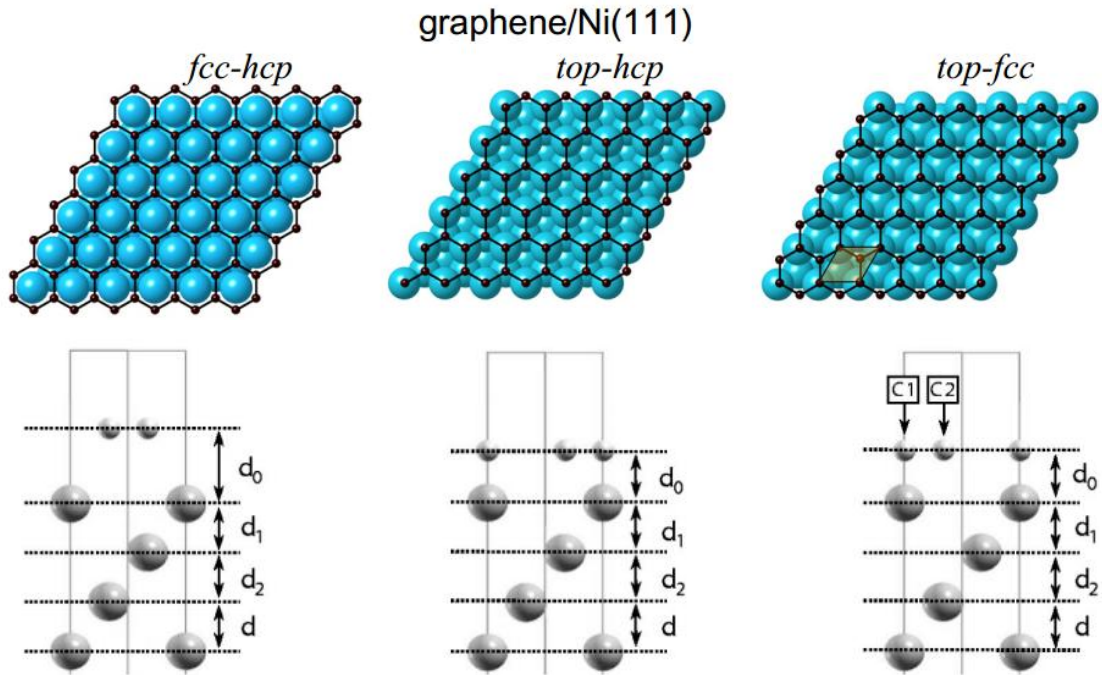 graphene/Ni(111)
fcc-hcp top-hcp top-fcc
C1 C2
d₀ d₀ d₀
d₁ d₁ d₁
d₂ d₂ d₂
d d d